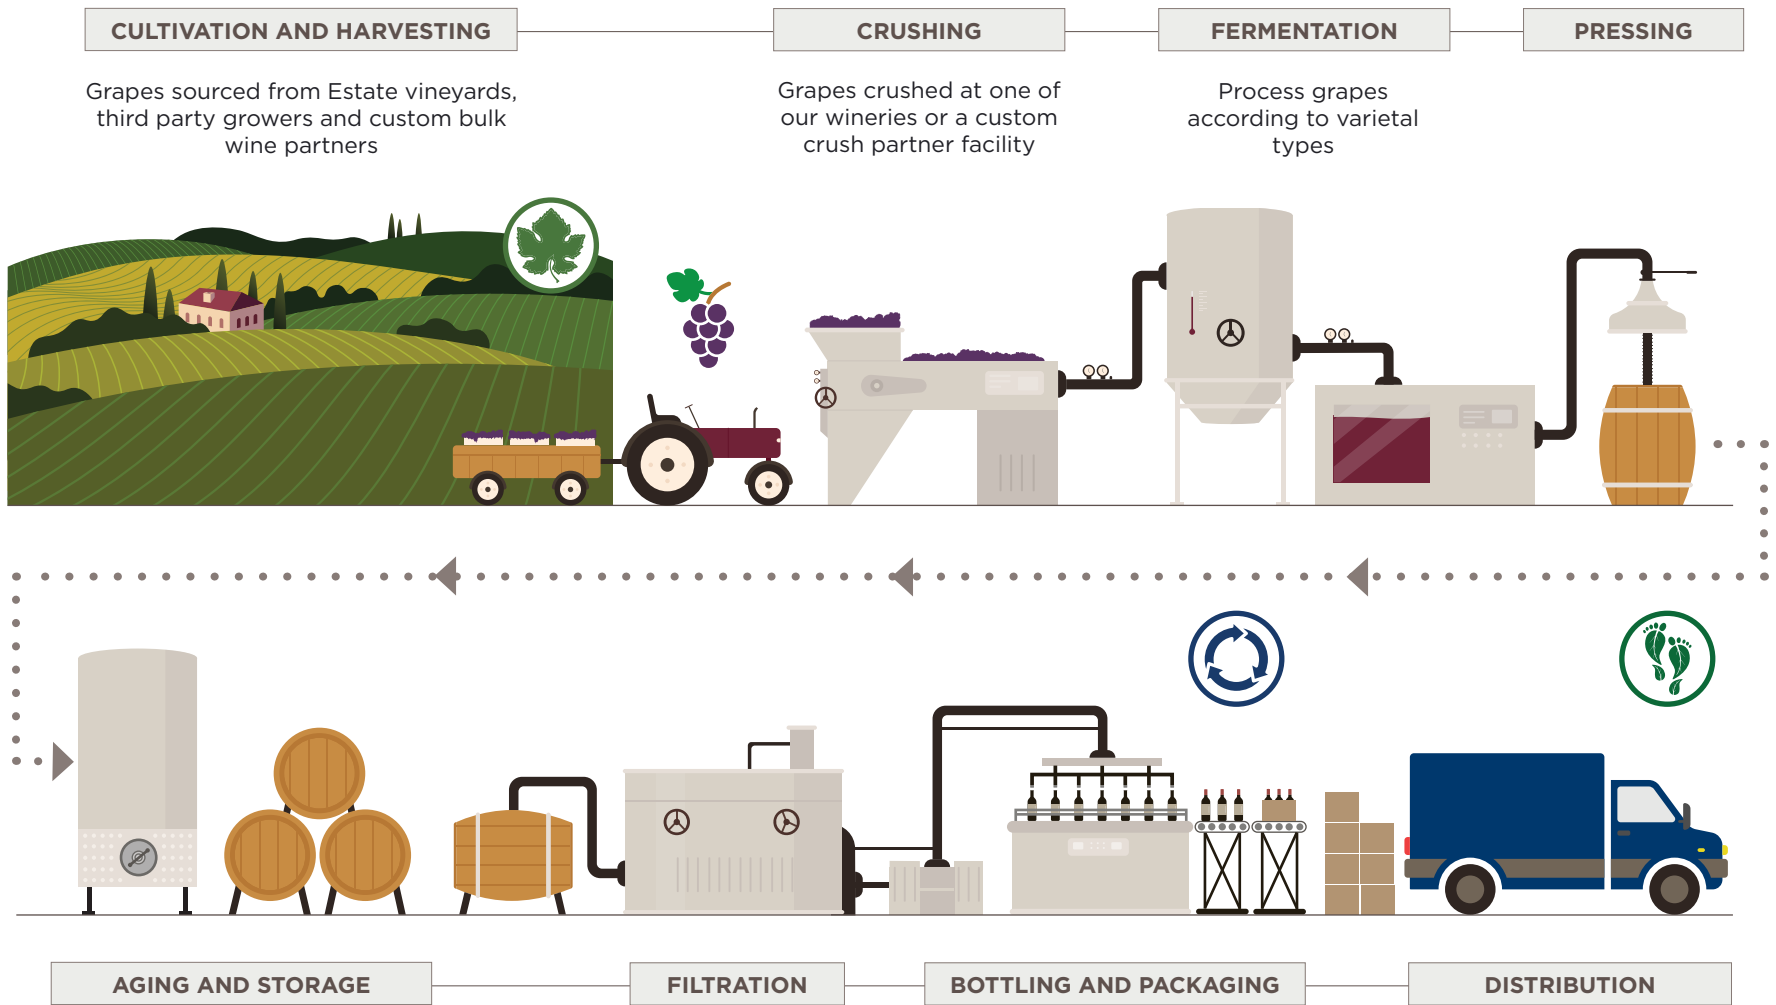 CULTIVATION AND HARVESTING
Grapes sourced from Estate vineyards,
third party growers and custom bulk
wine partners
CRUSHING
Grapes crushed at one of
our wineries or a custom
crush partner facility
FERMENTATION
Process grapes
according to varietal
types
PRESSING
AGING AND STORAGE
FILTRATION
BOTTLING AND PACKAGING
DISTRIBUTION